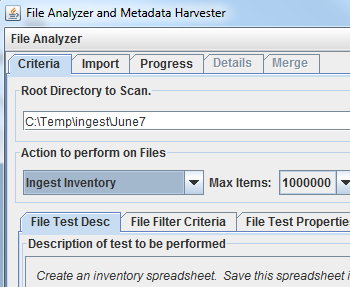 File Analyzer and Metadata Harvester
File Analyzer
Criteria Import Progress Details Merge
Root Directory to Scan.
C:\Temp\ingest\June7
Action to perform on Files
Ingest Inventory Max Items: 1000000
File Test Desc File Filter Criteria File Test Properties
Description of test to be performed
Create an inventory spreadsheet. Save this spreadsheet i